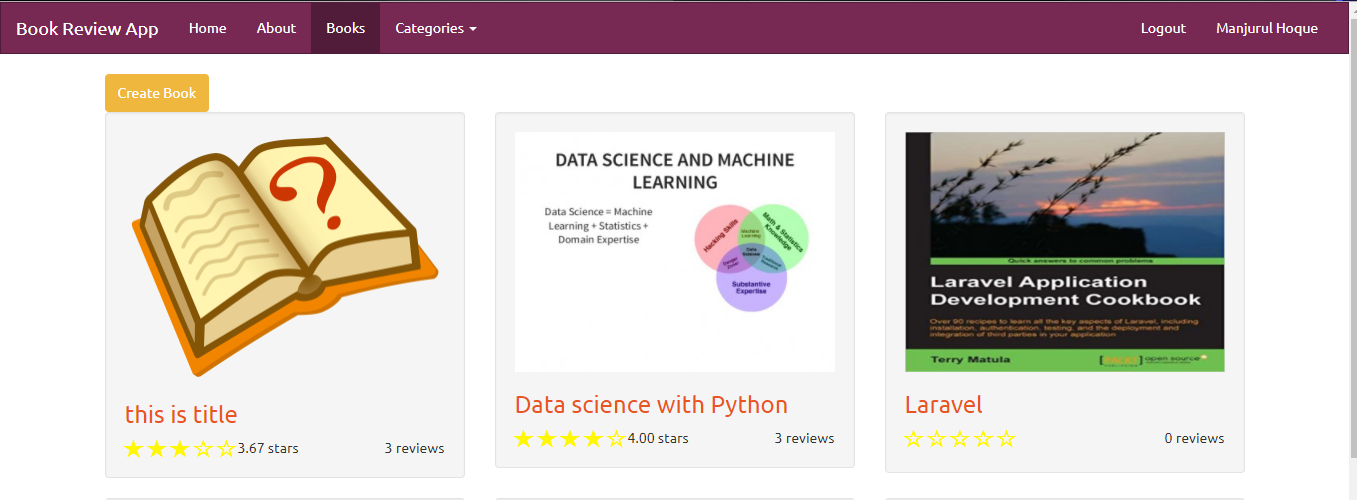 Book Review App Home About Books Categories Logout Manjurul Hoque
Create Book
?
DATA SCIENCE AND MACHINE
LEARNING
Data Science = Machine
Learning + Statistics +
Domain Expertise
Hacking Skills
Math & Statistics
Knowledge
Machine
Learning
Data
Science
Danger
Zone!
Traditional
Research
Substantive
Expertise
Quick answers to common problems
Laravel Application
Development Cookbook
Over 90 recipes to learn all the key aspects of Laravel, including
installation, authentication, testing, and the deployment and
integration of third parties in your application
Terry Matula
open source
this is title
3.67 stars 3 reviews
Data science with Python
4.00 stars 3 reviews
Laravel
0 reviews